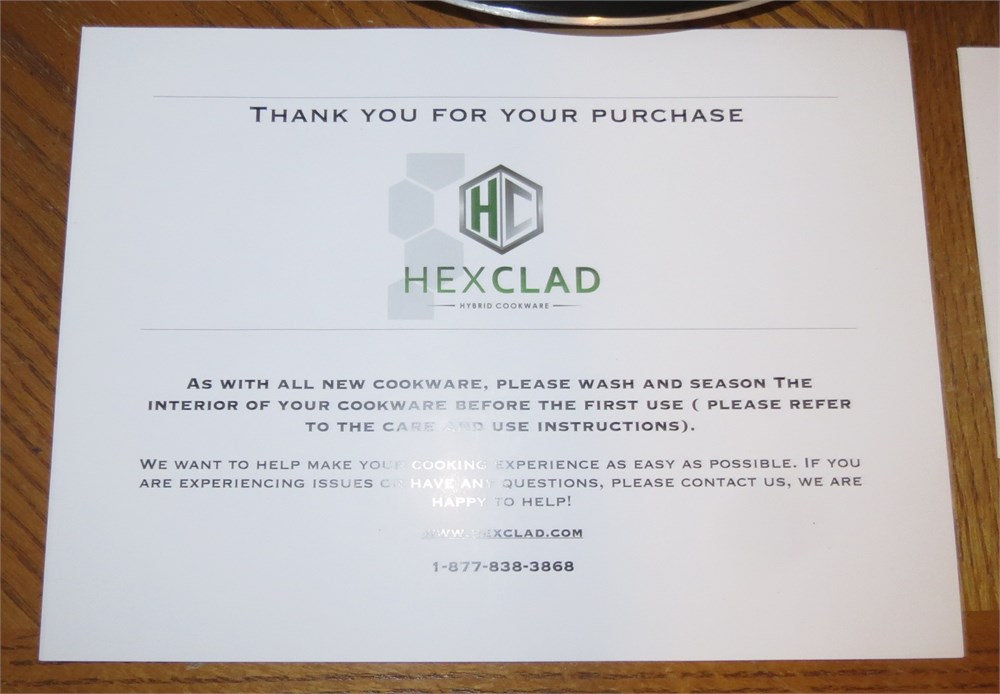 THANK YOU FOR YOUR PURCHASE
HC
HEXCLAD
HYBRID COOKWARE
AS WITH ALL NEW COOKWARE, PLEASE WASH AND SEASON THE
INTERIOR OF YOUR COOKWARE BEFORE THE FIRST USE ( PLEASE REFER
TO THE CARE AND USE INSTRUCTIONS).
WE WANT TO HELP MAKE YOUR COOKING EXPERIENCE AS EASY AS POSSIBLE. IF YOU
ARE EXPERIENCING ISSUES OR HAVE ANY QUESTIONS, PLEASE CONTACT US, WE ARE
HAPPY TO HELP!
WWW.HEXCLAD.COM
1-877-838-3868